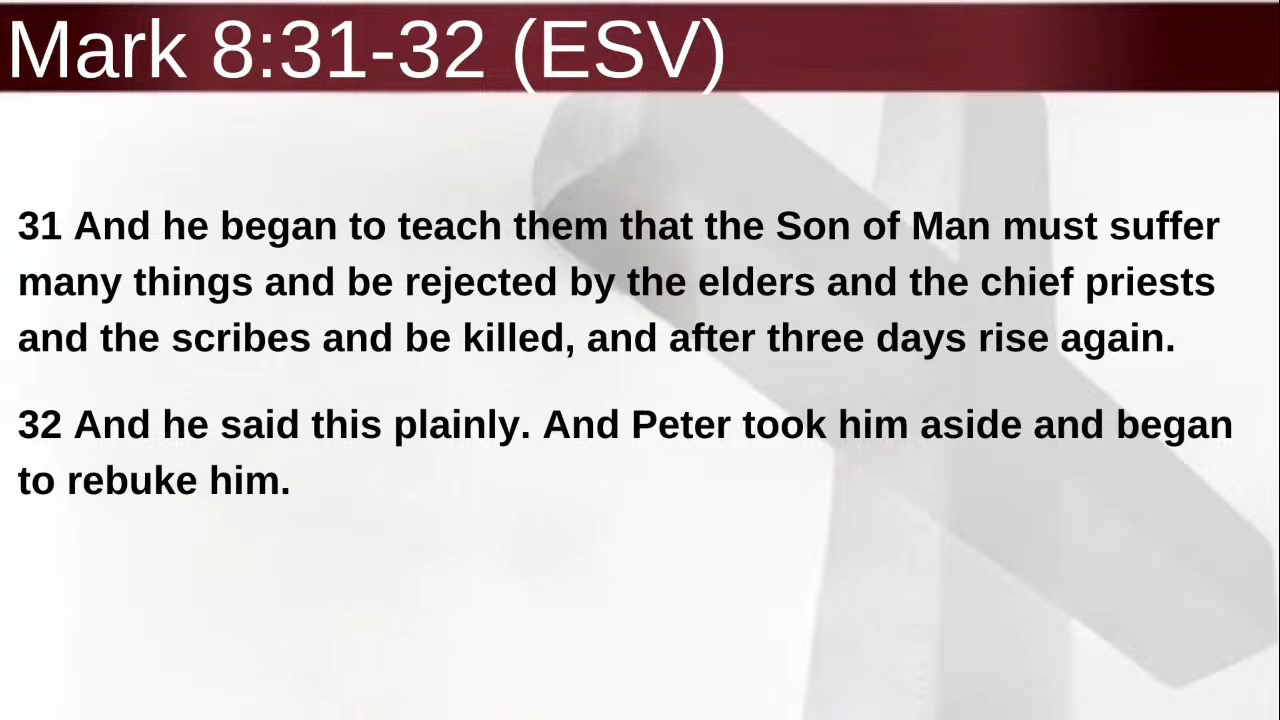 Mark 8:31-32 (ESV)
31 And he began to teach them that the Son of Man must suffer
many things and be rejected by the elders and the chief priests
and the scribes and be killed, and after three days rise again.
32 And he said this plainly. And Peter took him aside and began
to rebuke him.